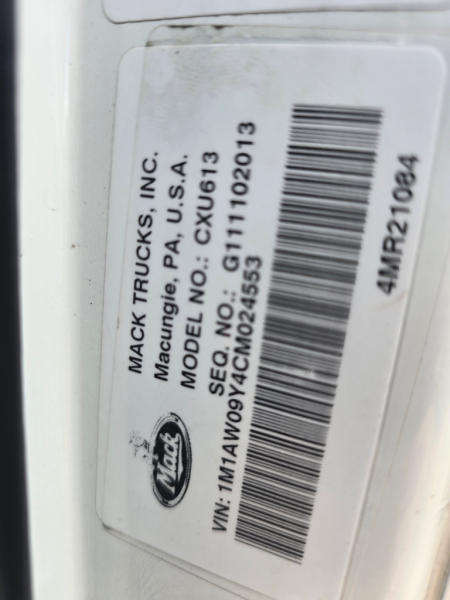 MACK TRUCKS, INC.
Macungie, PA, U.S.A.
MODEL NO.: CXU613
SEQ. NO.: G111102013
VIN: 1M1AW09Y4CM024553
Mack
4MR21084